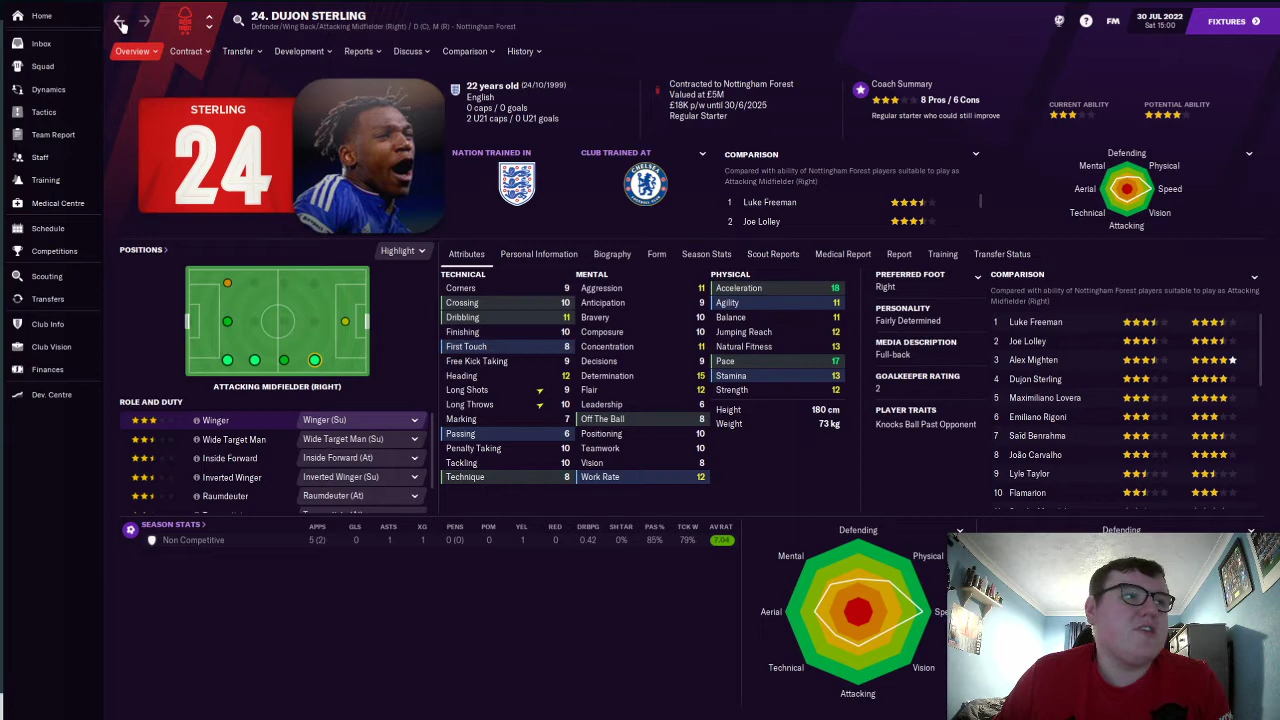 Home
Inbox
Squad
Dynamics
Tactics
Team Report
Staff
Training
Medical Centre
Schedule
Competitions
Scouting
Transfers
Club Info
Club Vision
Finances
Dev. Centre
24. DUJON STERLING
Defender/Wing Back/Attacking Midfielder (Right) / D (C), M (R) - Nottingham Forest
FM
30 JUL 2022
Sat 15:00
FIXTURES
Overview
Contract
Transfer
Development
Reports
Discuss
Comparison
History
STERLING
24
22 years old (24/10/1999)
English
0 caps / 0 goals
2 U21 caps / 0 U21 goals
Contracted to Nottingham Forest
Valued at £5M
£18K p/w until 30/6/2025
Regular Starter
Coach Summary
8 Pros / 6 Cons
Regular starter who could still improve
CURRENT ABILITY
POTENTIAL ABILITY
NATION TRAINED IN
CLUB TRAINED AT
COMPARISON
Compared with ability of Nottingham Forest players suitable to play as
Attacking Midfielder (Right)
1 Luke Freeman
2 Joe Lolley
Defending
Mental Physical
Aerial Speed
Technical Vision
Attacking
POSITIONS
Highlight
ATTACKING MIDFIELDER (RIGHT)
ROLE AND DUTY
Winger Winger (Su)
Wide Target Man Wide Target Man (Su)
Inside Forward Inside Forward (At)
Inverted Winger Inverted Winger (Su)
Raumdeuter Raumdeuter (At)
Attributes
Personal Information
Biography
Form
Season Stats
Scout Reports
Medical Report
Report
Training
Transfer Status
TECHNICAL
Corners 9
Crossing 10
Dribbling 11
Finishing 10
First Touch 8
Free Kick Taking 9
Heading 12
Long Shots 9
Long Throws 10
Marking 7
Passing 6
Penalty Taking 10
Tackling 10
Technique 8
MENTAL
Aggression 11
Anticipation 9
Bravery 10
Composure 10
Concentration 11
Decisions 9
Determination 15
Flair 12
Leadership 6
Off The Ball 8
Positioning 10
Teamwork 10
Vision 8
Work Rate 12
PHYSICAL
Acceleration 18
Agility 11
Balance 11
Jumping Reach 12
Natural Fitness 13
Pace 17
Stamina 13
Strength 12
Height 180 cm
Weight 73 kg
PREFERRED FOOT
Right
PERSONALITY
Fairly Determined
MEDIA DESCRIPTION
Full-back
GOALKEEPER RATING
2
PLAYER TRAITS
Knocks Ball Past Opponent
COMPARISON
Compared with ability of Nottingham Forest players suitable to play as Attacking
Midfielder (Right)
1 Luke Freeman
2 Joe Lolley
3 Alex Mighten
4 Dujon Sterling
5 Maximiliano Lovera
6 Emiliano Rigoni
7 Saïd Benrahma
8 João Carvalho
9 Lyle Taylor
10 Flamarion
SEASON STATS
APPS GLS ASTS XG PENS POM YEL RED DRBPG SH TAR PAS % TCK W AV RAT
Non Competitive 5 (2) 0 1 1 0 (0) 0 1 0 0.42 0% 85% 79% 7.04
Defending
Mental Physical
Aerial
Technical Vision
Attacking
Defending